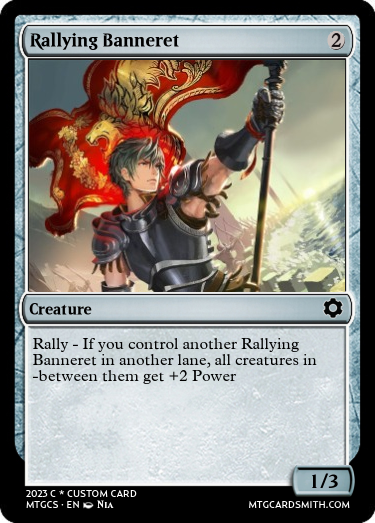 Rallying Banneret 2
Creature
Rally - If you control another Rallying
Banneret in another lane, all creatures in
-between them get +2 Power
1/3
2023 C * CUSTOM CARD
MTGCS • EN Nia MTGCARDSMITH.COM